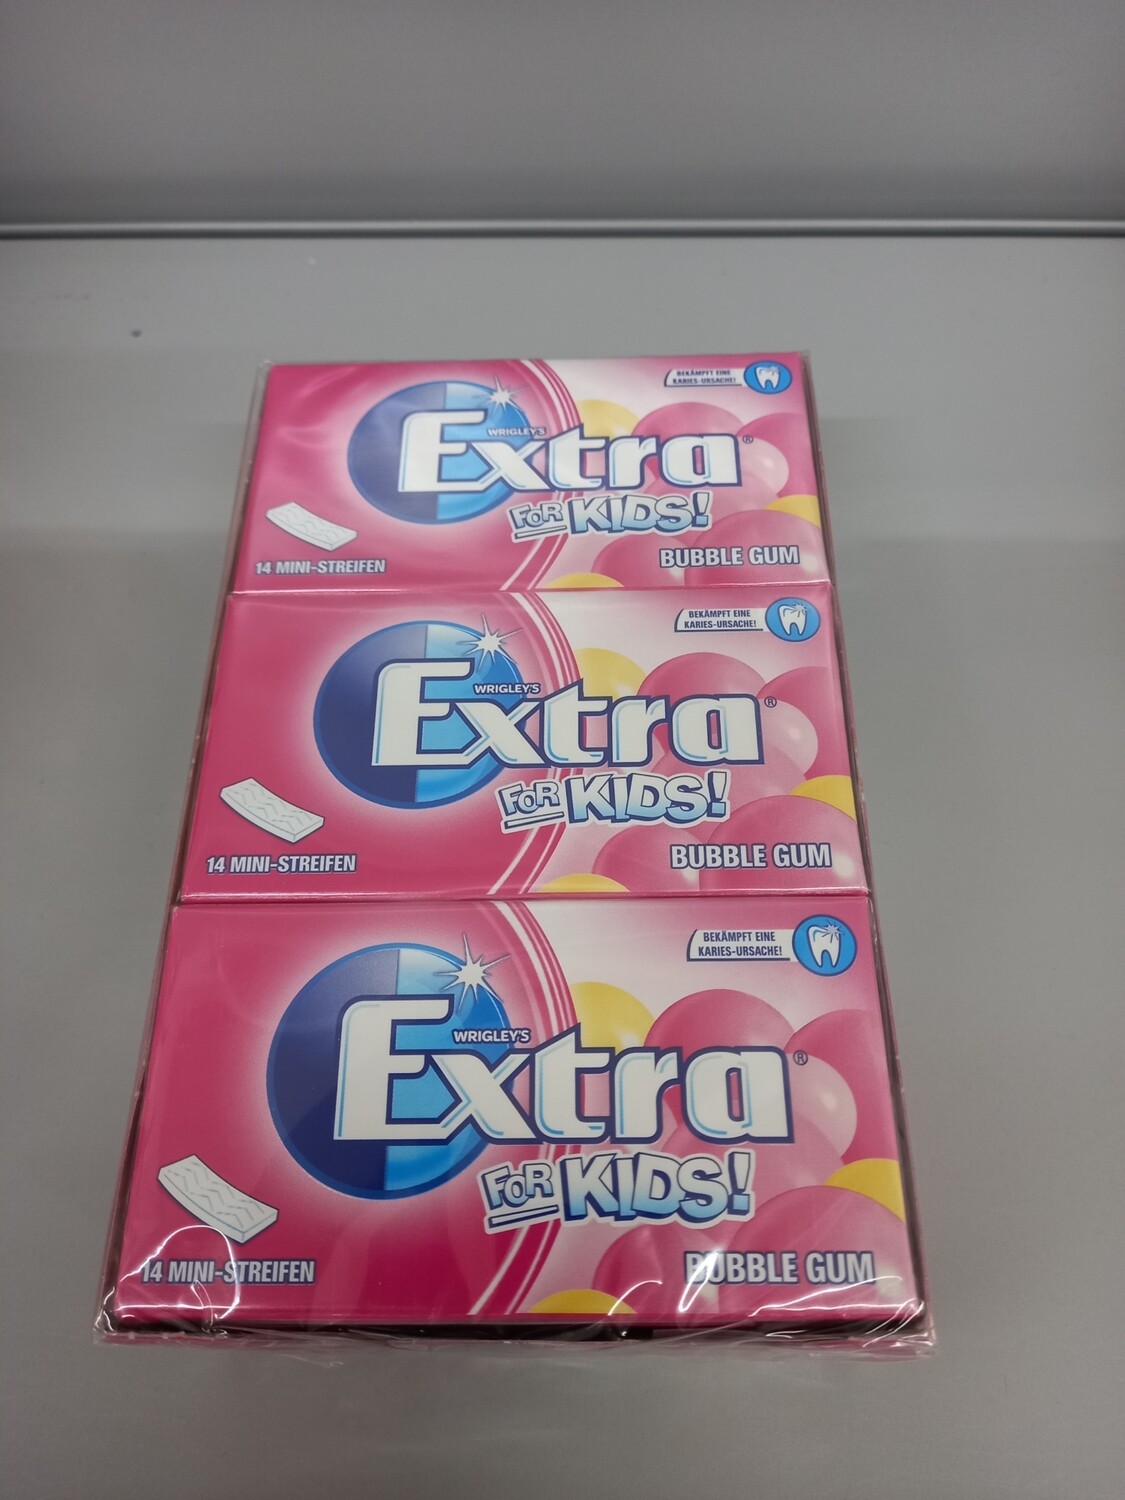 BEKÄMPFT EINE
KARIES-URSACHE!
WRIGLEY'S
Extra®
FOR KIDS!
14 MINI-STREIFEN
BUBBLE GUM
BEKÄMPFT EINE
KARIES-URSACHE!
WRIGLEY'S
Extra®
FOR KIDS!
14 MINI-STREIFEN
BUBBLE GUM
BEKÄMPFT EINE
KARIES-URSACHE!
WRIGLEY'S
Extra®
FOR KIDS!
14 MINI-STREIFEN
BUBBLE GUM